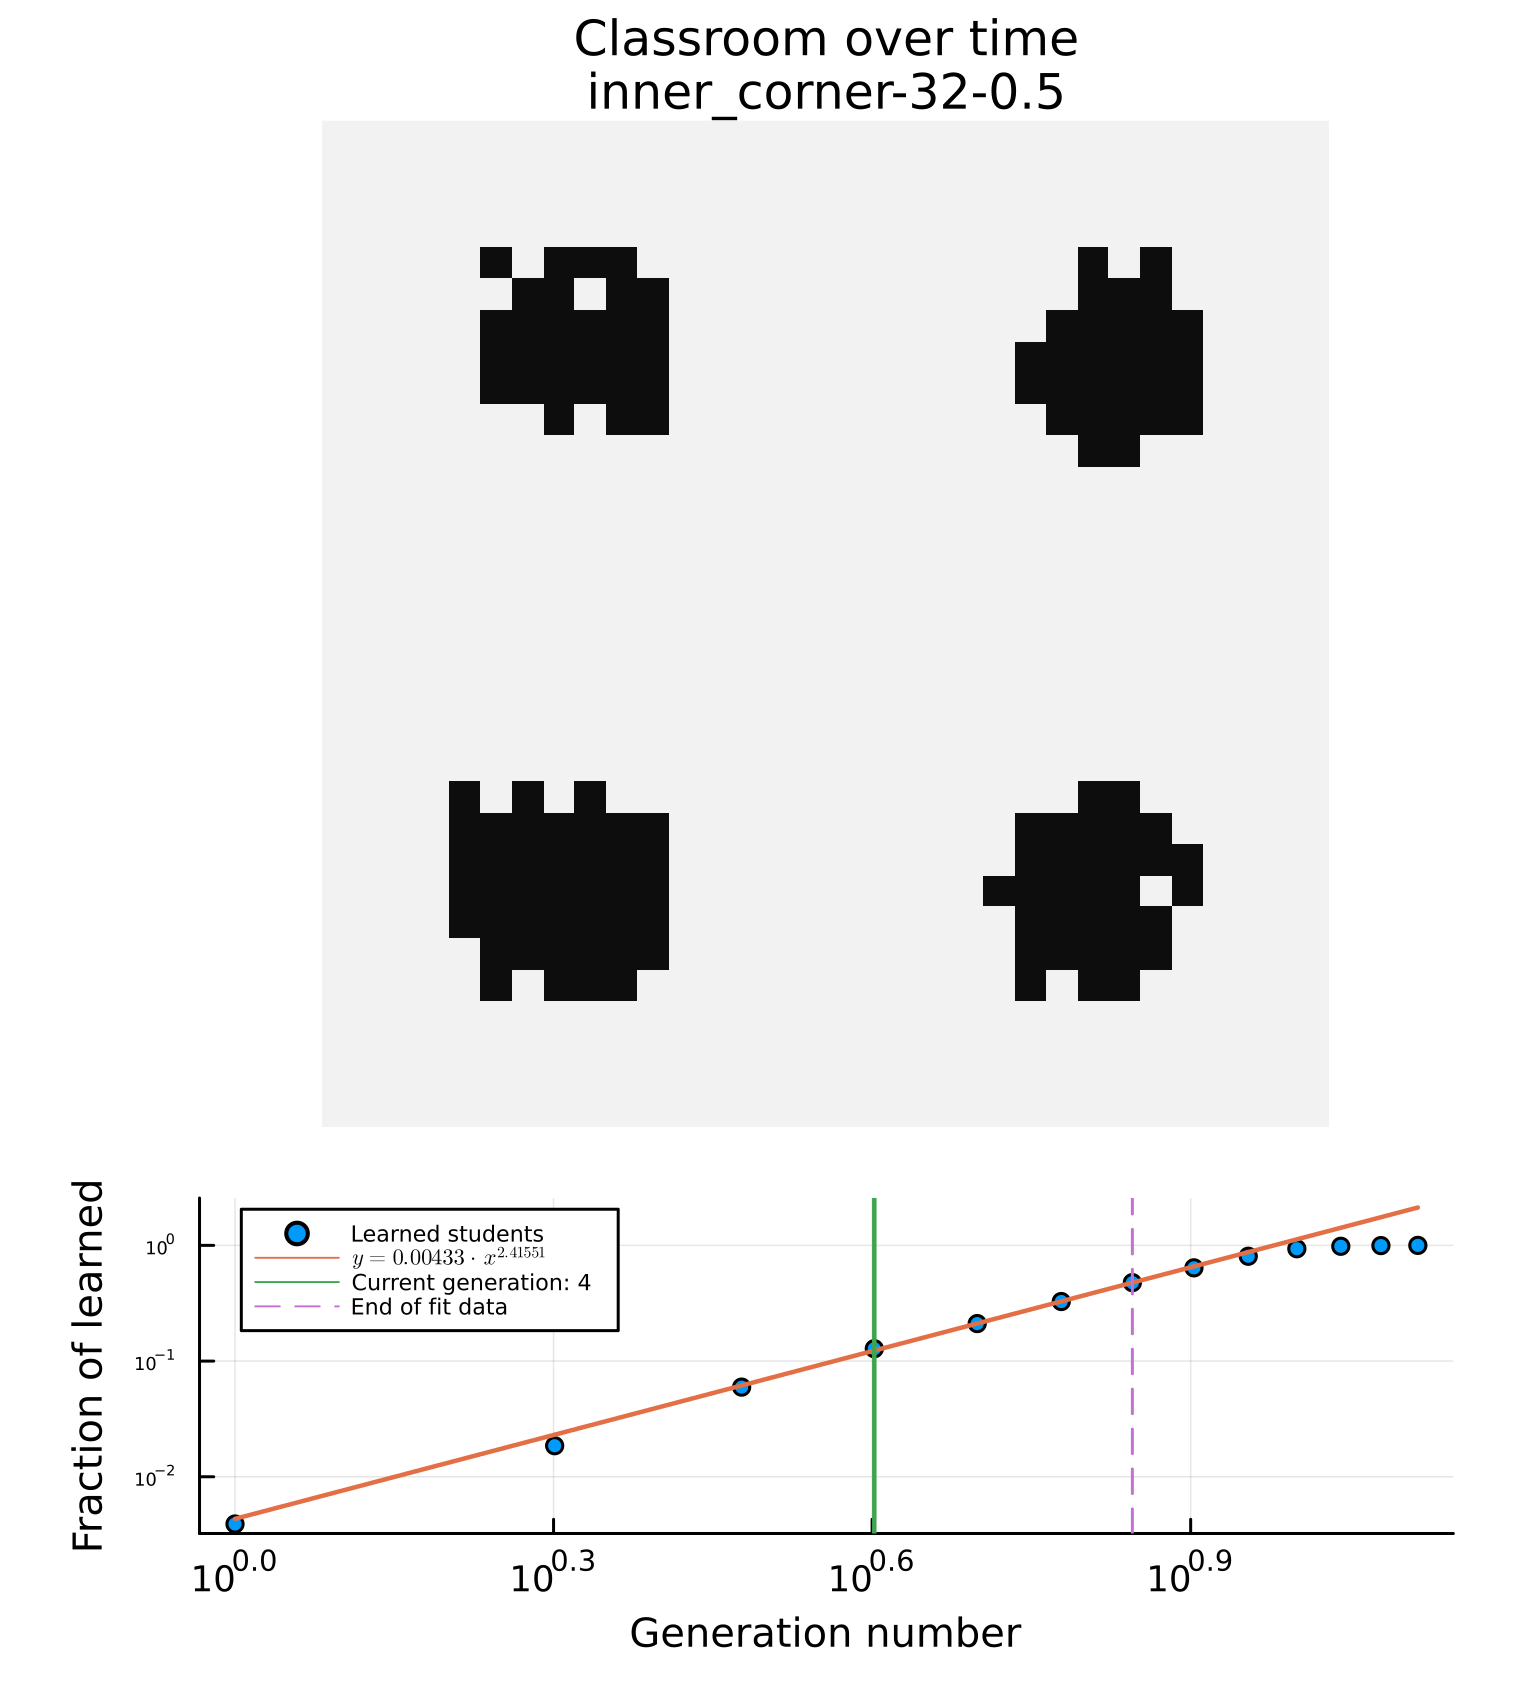 Classroom over time
inner_corner-32-0.5
Fraction of learned
10^0
10^−1
10^−2
Learned students
y = 0.00433 · x^2.41551
Current generation: 4
End of fit data
10^0.0 10^0.3 10^0.6 10^0.9
Generation number